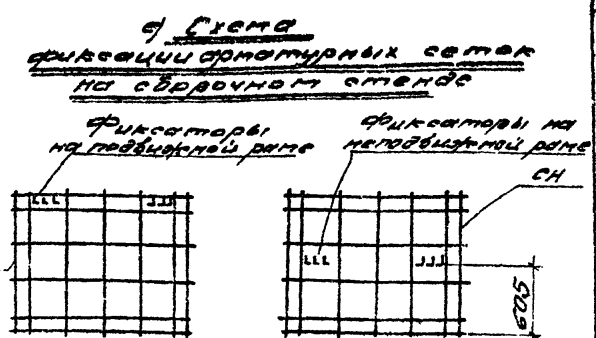 с) Схема
фиксации арматурных сеток
на сборочном стенде
Фиксаторы
на подвижной раме
Фиксаторы на
неподвижной раме
СН
605